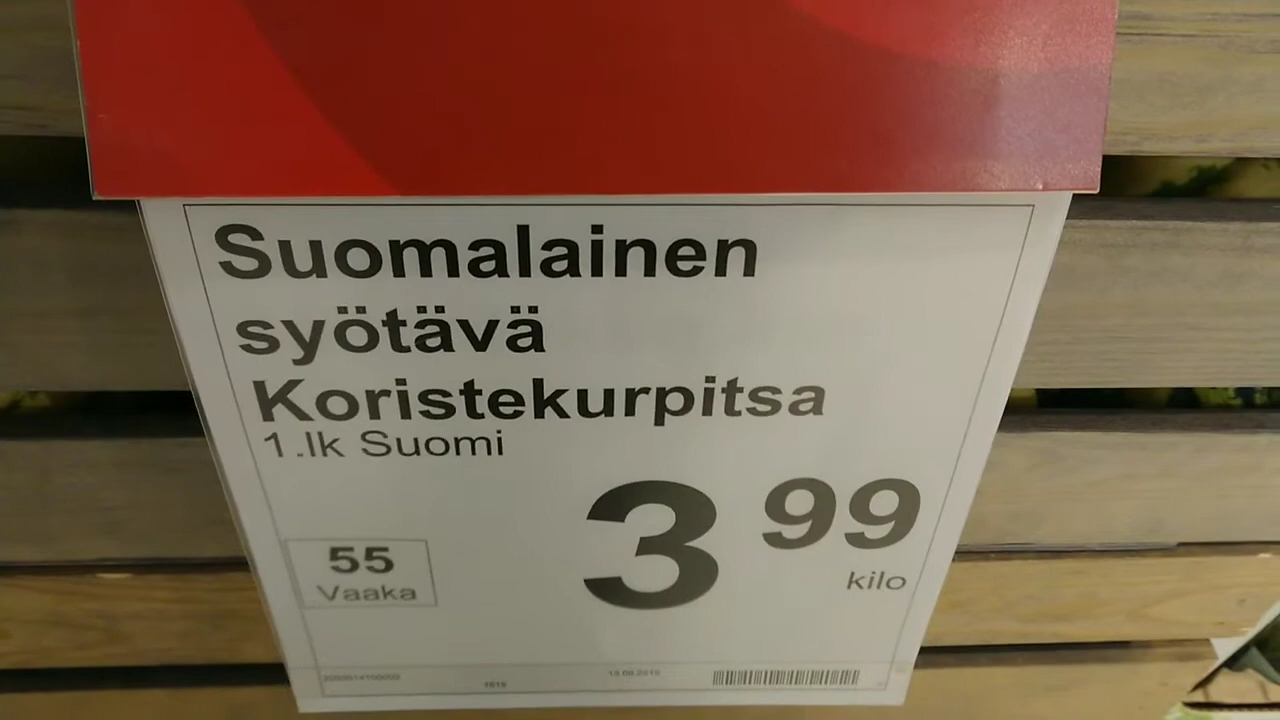 Suomalainen
syötävä
Koristekurpitsa
1.lk Suomi
3 99
kilo
55
Vaaka